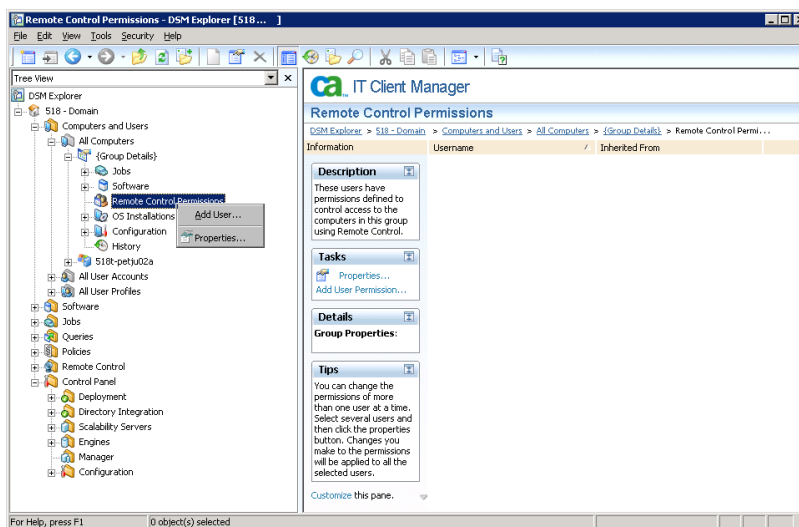 Remote Control Permissions - DSM Explorer [518... ]
File Edit View Tools Security Help
Tree View
DSM Explorer
518 - Domain
Computers and Users
All Computers
{Group Details}
Jobs
Software
Remote Control Permissions
OS Installations
Configuration
History
518t-petju02a
All User Accounts
All User Profiles
Software
Jobs
Queries
Policies
Remote Control
Control Panel
Deployment
Directory Integration
Scalability Servers
Engines
Manager
Configuration
Add User...
Properties...
ca IT Client Manager
Remote Control Permissions
DSM Explorer > 518 - Domain > Computers and Users > All Computers > {Group Details} > Remote Control Permi...
Information Username Inherited From
Description
These users have
permissions defined to
control access to the
computers in this group
using Remote Control.
Tasks
Properties...
Add User Permission...
Details
Group Properties:
Tips
You can change the
permissions of more
than one user at a time.
Select several users and
then click the properties
button. Changes you
make to the permissions
will be applied to all the
selected users.
Customize this pane.
For Help, press F1 0 object(s) selected